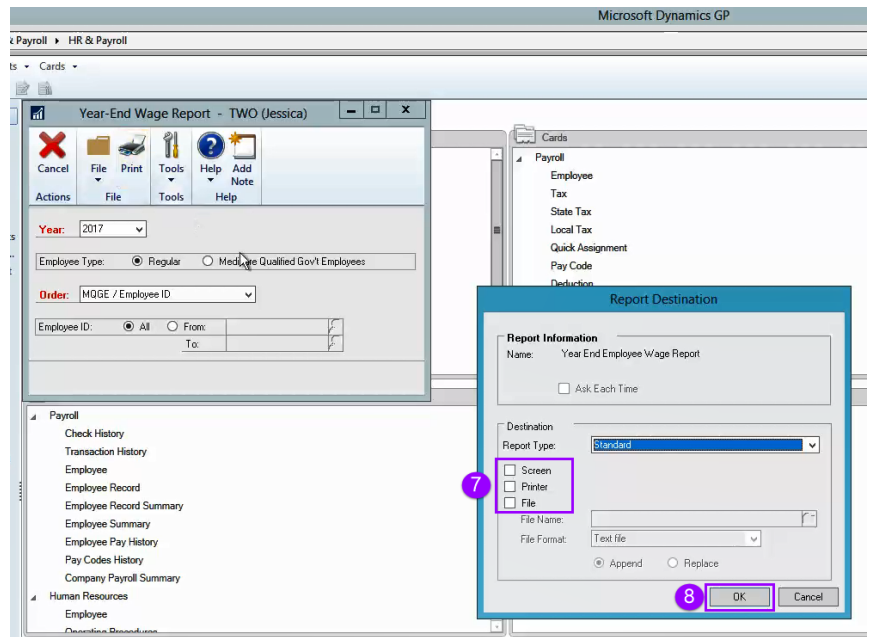 Microsoft Dynamics GP
& Payroll ▸ HR & Payroll
ts Cards
Year-End Wage Report - TWO (Jessica)
Cancel File Print Tools Help Add Note
Actions File Tools Help
Year: 2017
Employee Type: Regular Medicare Qualified Gov't Employees
Order: MQGE / Employee ID
Employee ID: All From:
To:
Cards
Payroll
Employee
Tax
State Tax
Local Tax
Quick Assignment
Pay Code
Deduction
Report Destination
Report Information
Name: Year End Employee Wage Report
Ask Each Time
Destination
Report Type: Standard
7
Screen
Printer
File
File Name:
File Format: Text file
Append Replace
8 OK Cancel
Payroll
Check History
Transaction History
Employee
Employee Record
Employee Record Summary
Employee Summary
Employee Pay History
Pay Codes History
Company Payroll Summary
Human Resources
Employee
Operating Procedures